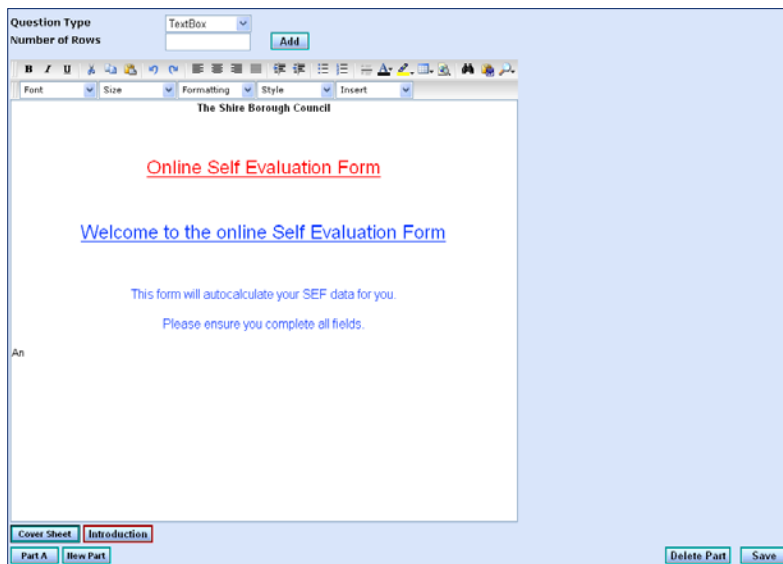 Question Type TextBox
Number of Rows Add
B I U
Font Size Formatting Style Insert
The Shire Borough Council
Online Self Evaluation Form
Welcome to the online Self Evaluation Form
This form will autocalculate your SEF data for you.
Please ensure you complete all fields.
An
Cover Sheet Introduction
Part A New Part Delete Part Save